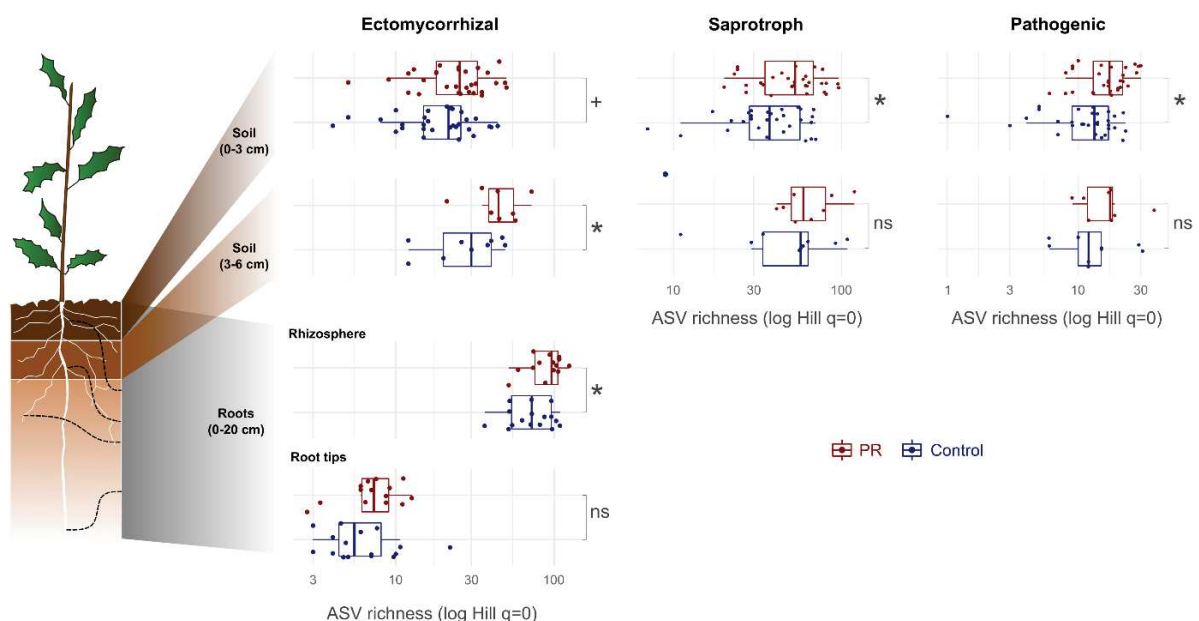 Ectomycorrhizal
Saprotroph
Pathogenic
Soil
(0-3 cm)
+
*
*
Soil
(3-6 cm)
*
ns
ns
10
100
1
3
10
30
ASV richness (log Hill q=0)
ASV richness (log Hill q=0)
Rhizosphere
*
Roots
(0-20 cm)
PR
Control
Root tips
ns
3
10
30
100
ASV richness (log Hill q=0)